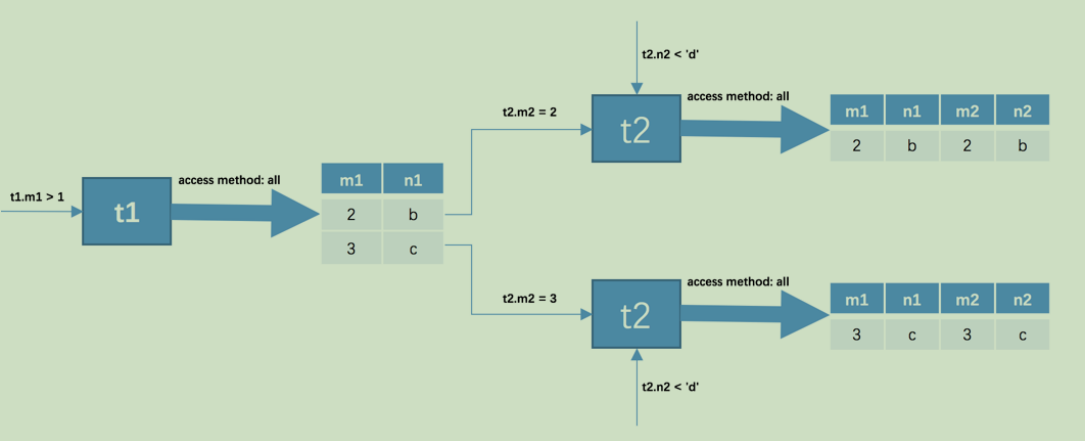 t1.m1 > 1
t1
access method: all
m1 n1
2 b
3 c
t2.m2 = 2
t2.n2 < 'd'
t2
access method: all
m1 n1 m2 n2
2 b 2 b
t2.m2 = 3
t2
access method: all
m1 n1 m2 n2
3 c 3 c
t2.n2 < 'd'